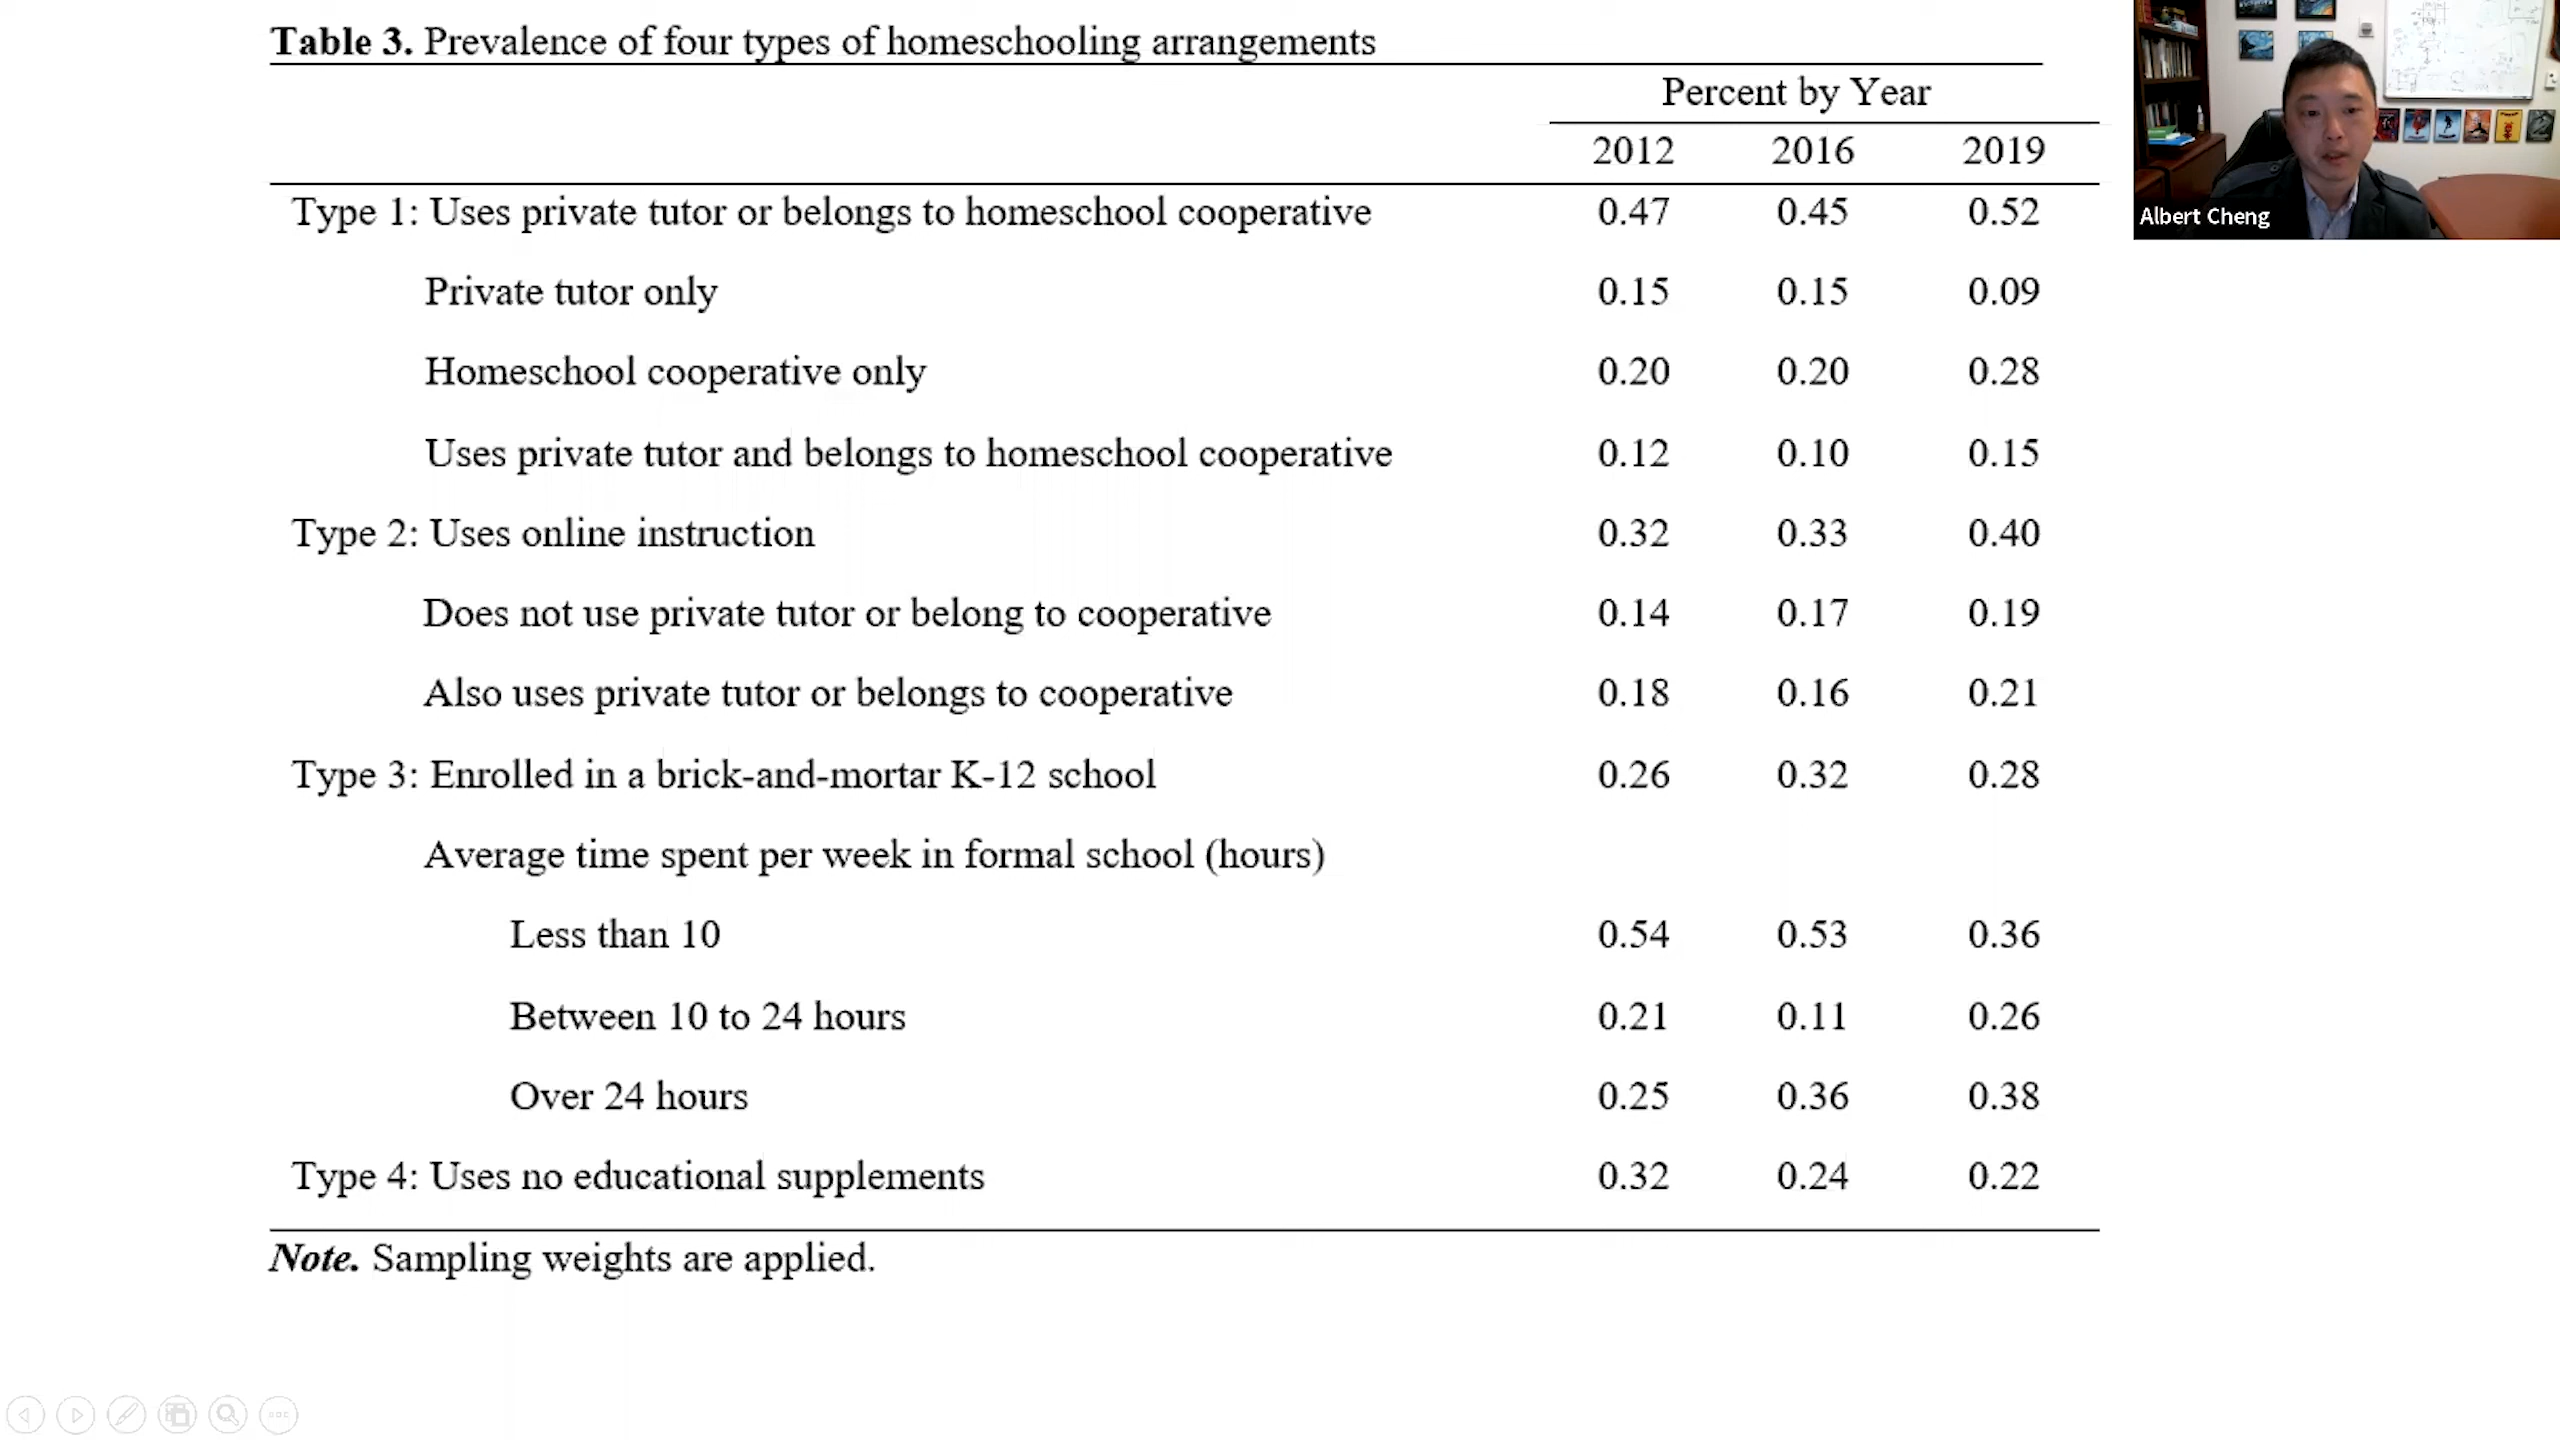 Table 3. Prevalence of four types of homeschooling arrangements
Percent by Year
2012 2016 2019
Type 1: Uses private tutor or belongs to homeschool cooperative 0.47 0.45 0.52
Private tutor only 0.15 0.15 0.09
Homeschool cooperative only 0.20 0.20 0.28
Uses private tutor and belongs to homeschool cooperative 0.12 0.10 0.15
Type 2: Uses online instruction 0.32 0.33 0.40
Does not use private tutor or belong to cooperative 0.14 0.17 0.19
Also uses private tutor or belongs to cooperative 0.18 0.16 0.21
Type 3: Enrolled in a brick-and-mortar K-12 school 0.26 0.32 0.28
Average time spent per week in formal school (hours)
Less than 10 0.54 0.53 0.36
Between 10 to 24 hours 0.21 0.11 0.26
Over 24 hours 0.25 0.36 0.38
Type 4: Uses no educational supplements 0.32 0.24 0.22
Note. Sampling weights are applied.
Albert Cheng